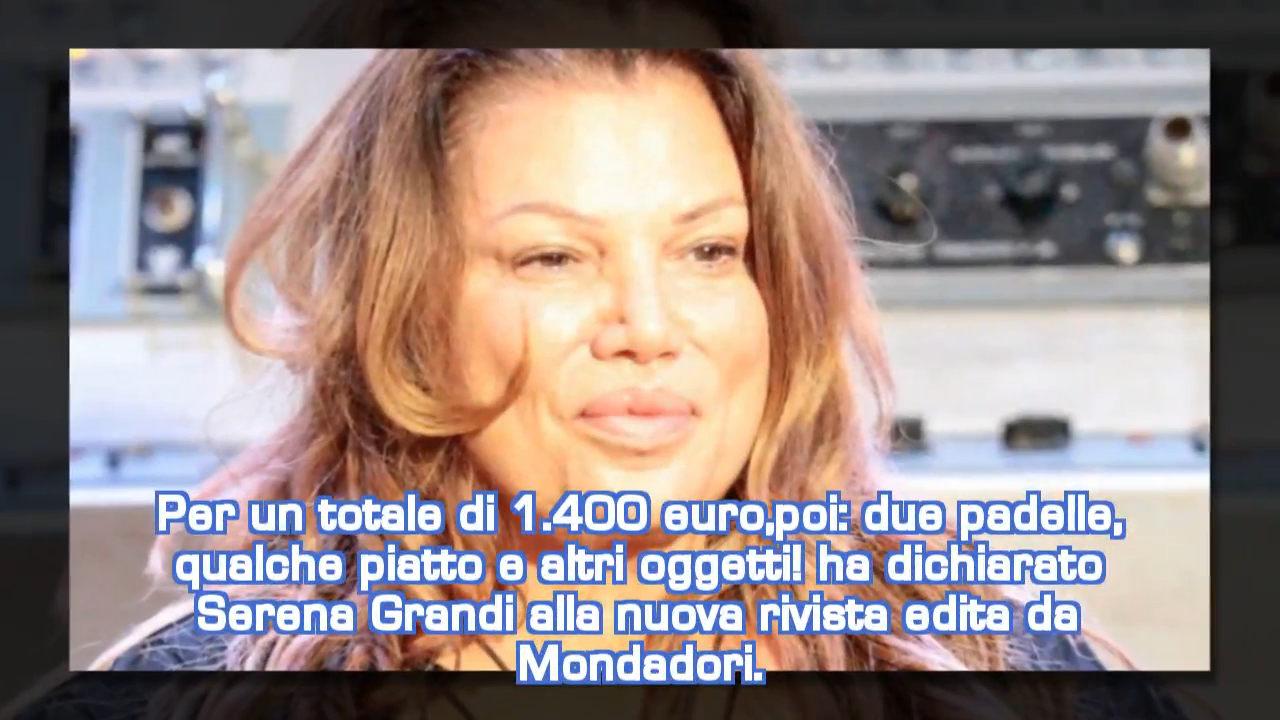 Per un totale di 1.400 euro,poi: due padelle,
qualche piatto e altri oggetti! ha dichiarato
Serena Grandi alla nuova rivista edita da
Mondadori.